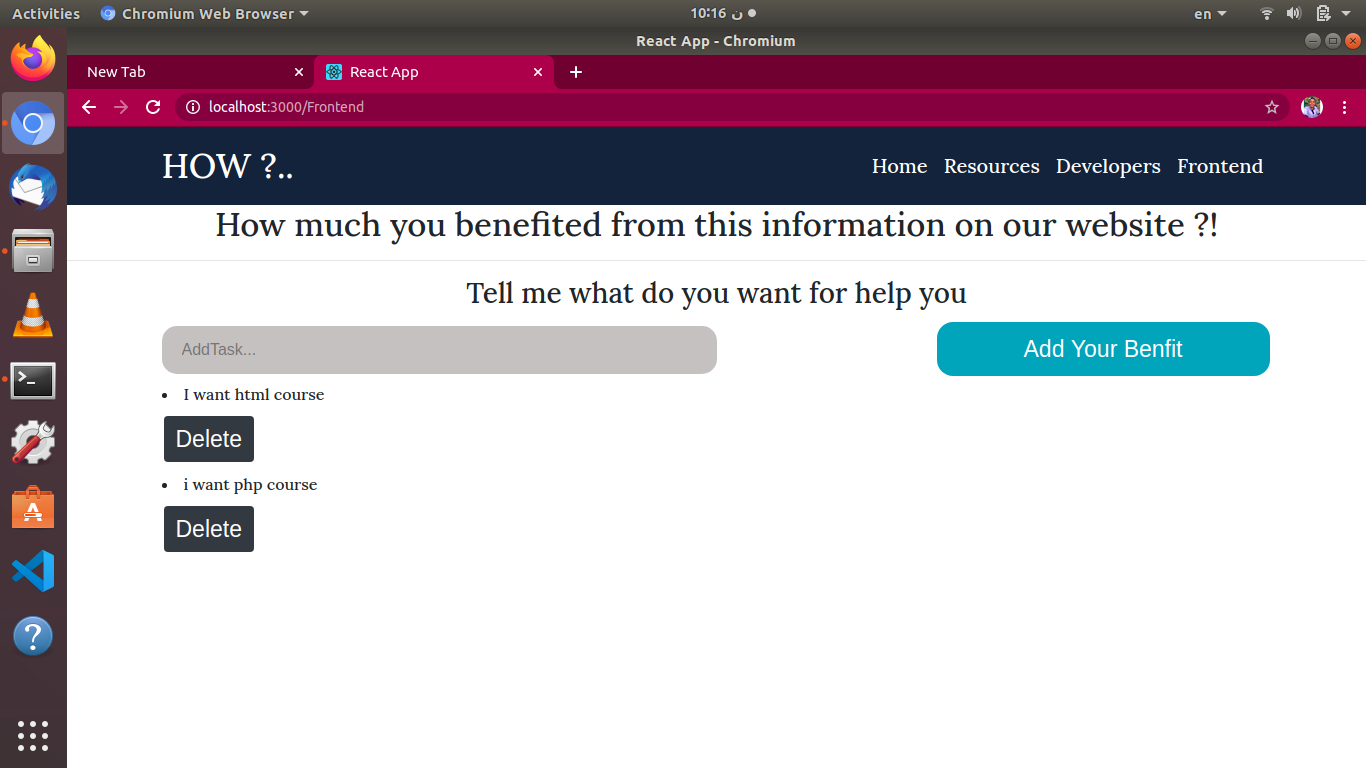 Activities Chromium Web Browser 10:16 ن en
React App - Chromium
New Tab React App
localhost:3000/Frontend
HOW ?.. Home Resources Developers Frontend
How much you benefited from this information on our website ?!
Tell me what do you want for help you
AddTask... Add Your Benfit
I want html course
Delete
i want php course
Delete